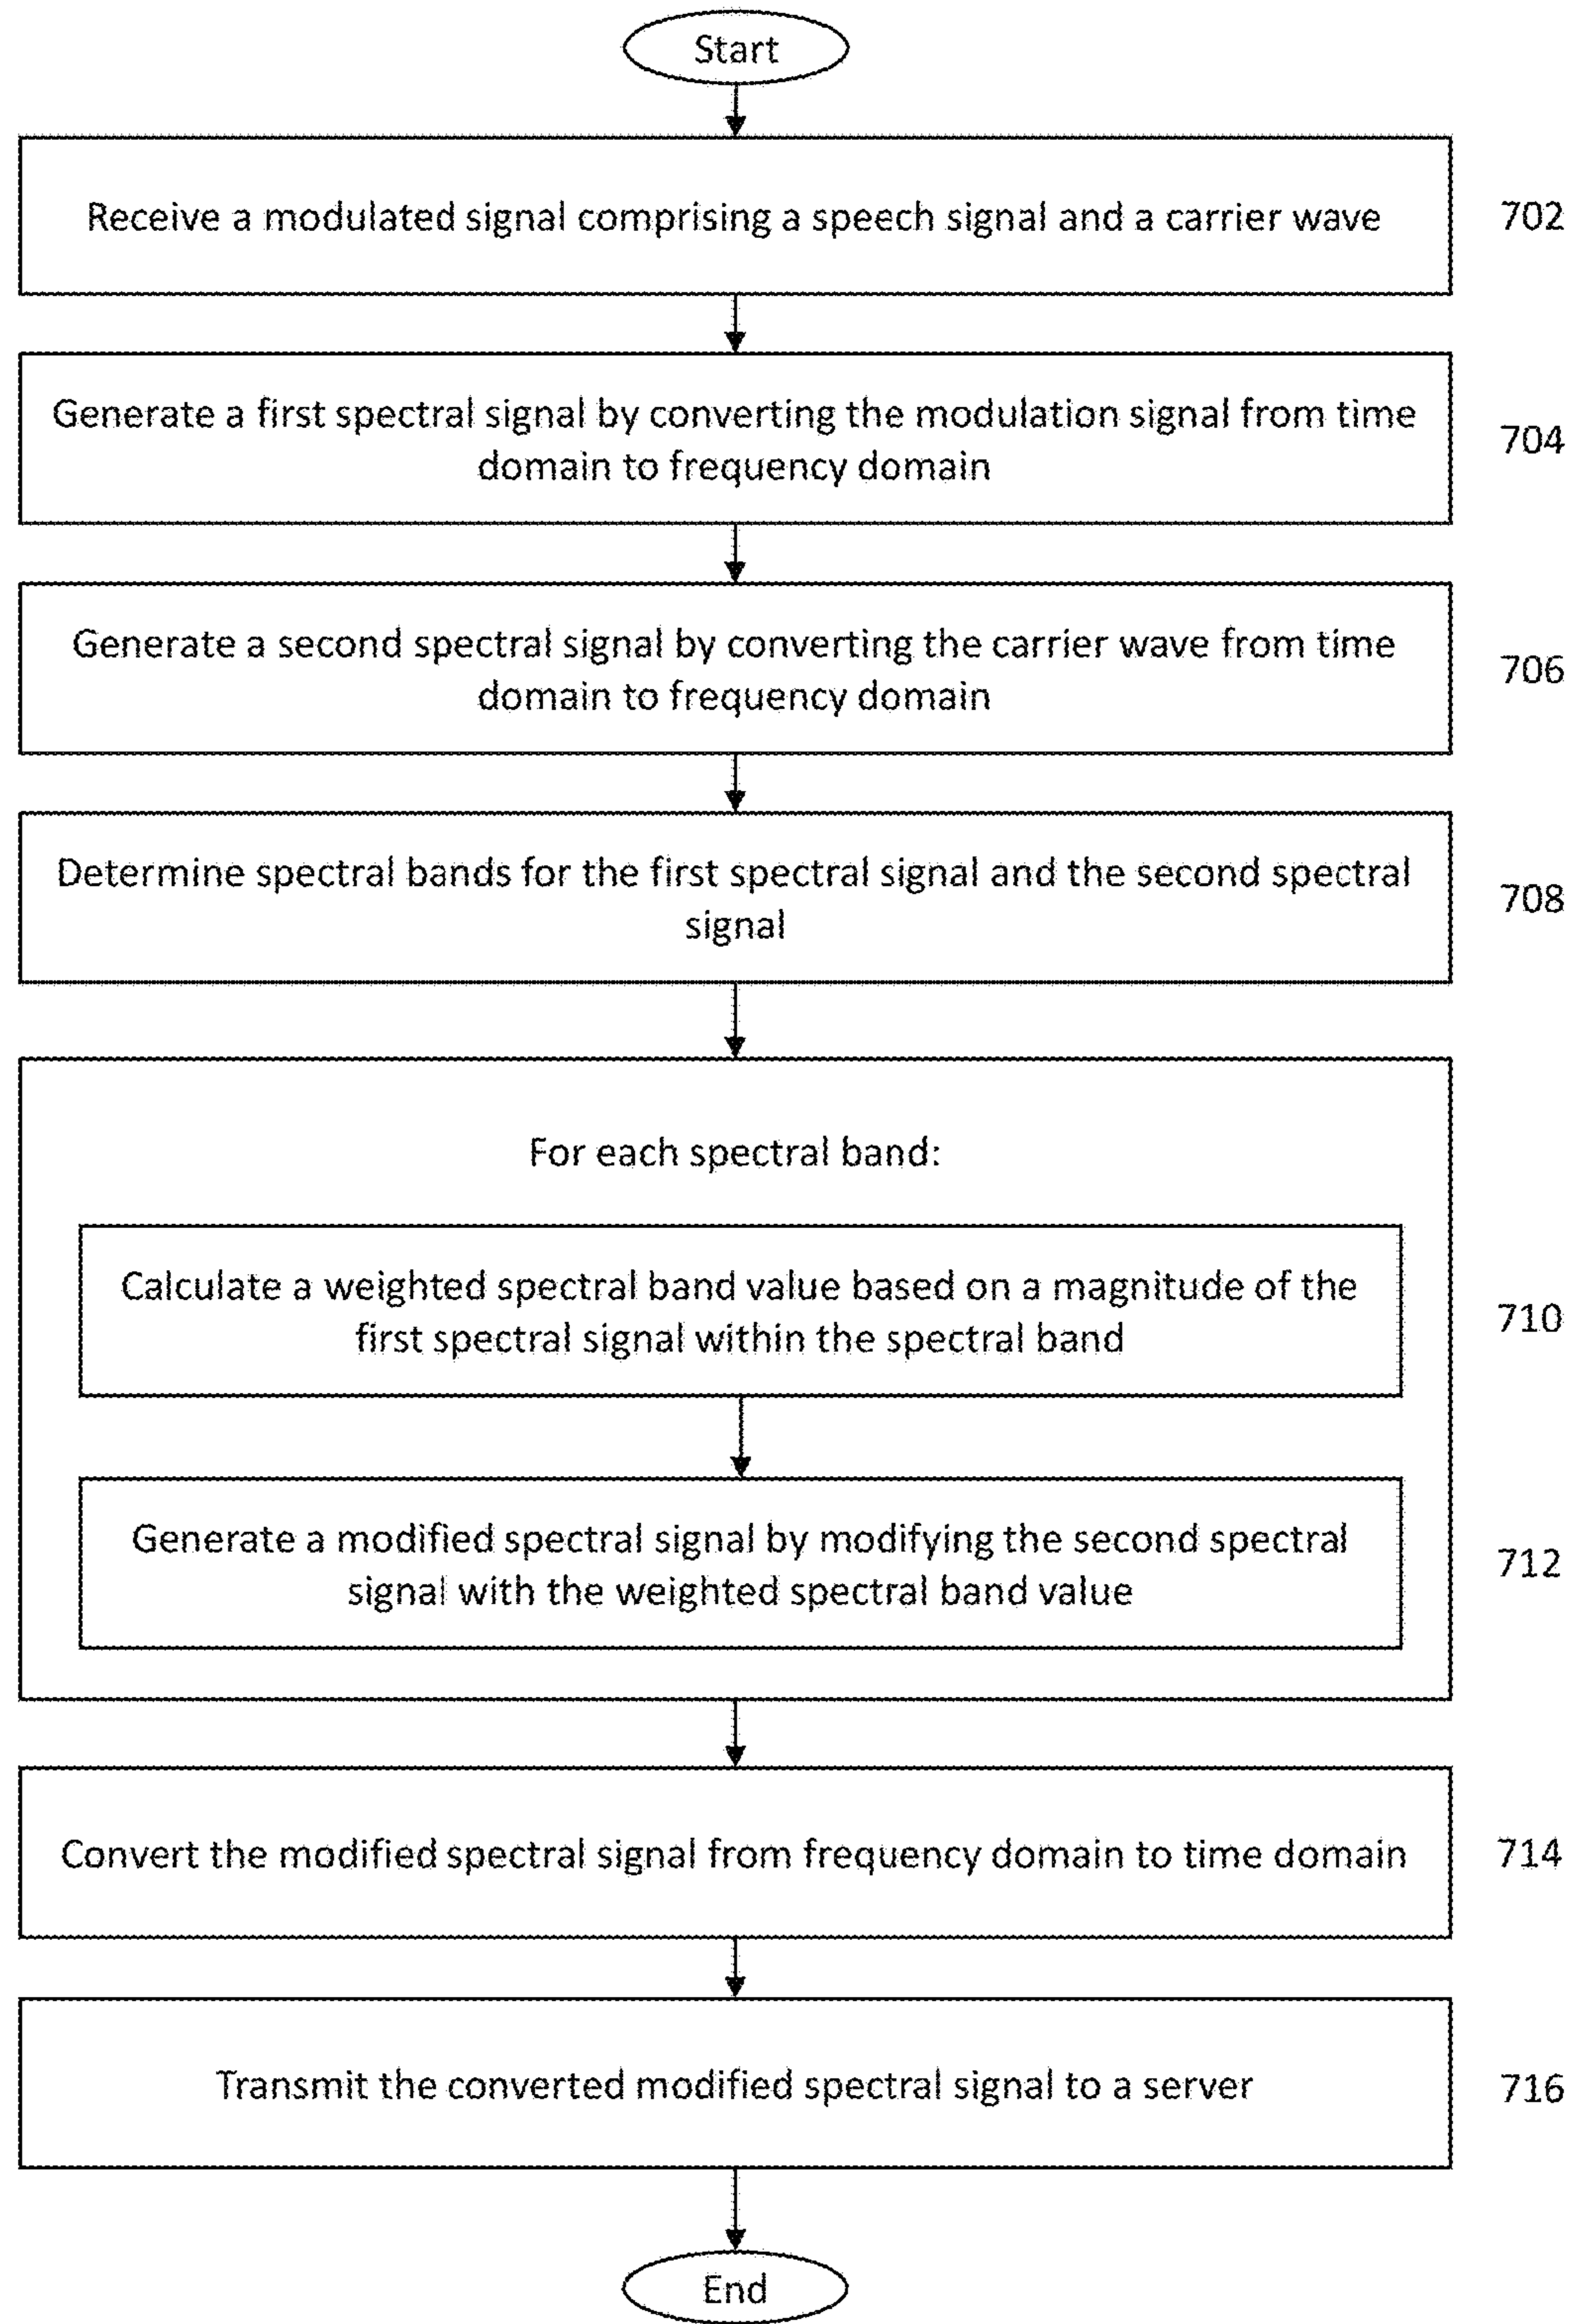 Start
Receive a modulated signal comprising a speech signal and a carrier wave
702
Generate a first spectral signal by converting the modulation signal from time
domain to frequency domain
704
Generate a second spectral signal by converting the carrier wave from time
domain to frequency domain
706
Determine spectral bands for the first spectral signal and the second spectral
signal
708
For each spectral band:
Calculate a weighted spectral band value based on a magnitude of the
first spectral signal within the spectral band
710
Generate a modified spectral signal by modifying the second spectral
signal with the weighted spectral band value
712
Convert the modified spectral signal from frequency domain to time domain
714
Transmit the converted modified spectral signal to a server
716
End